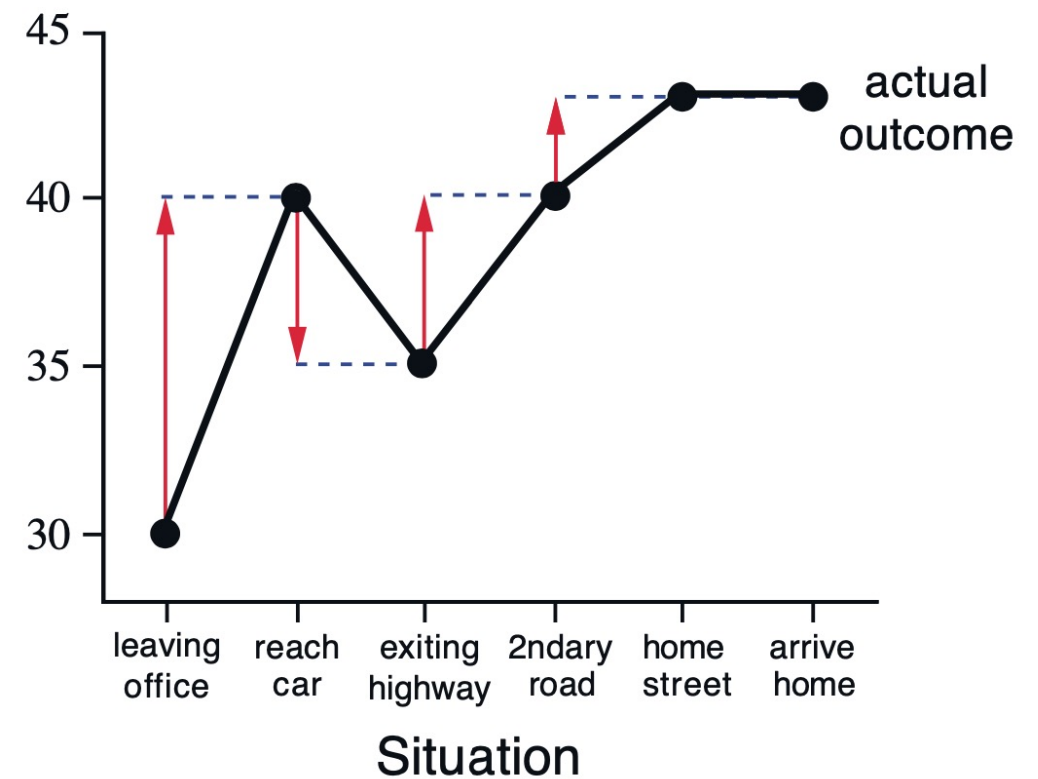 45
40
35
30
actual
outcome
leaving
office
reach
car
exiting
highway
2ndary
road
home
street
arrive
home
Situation